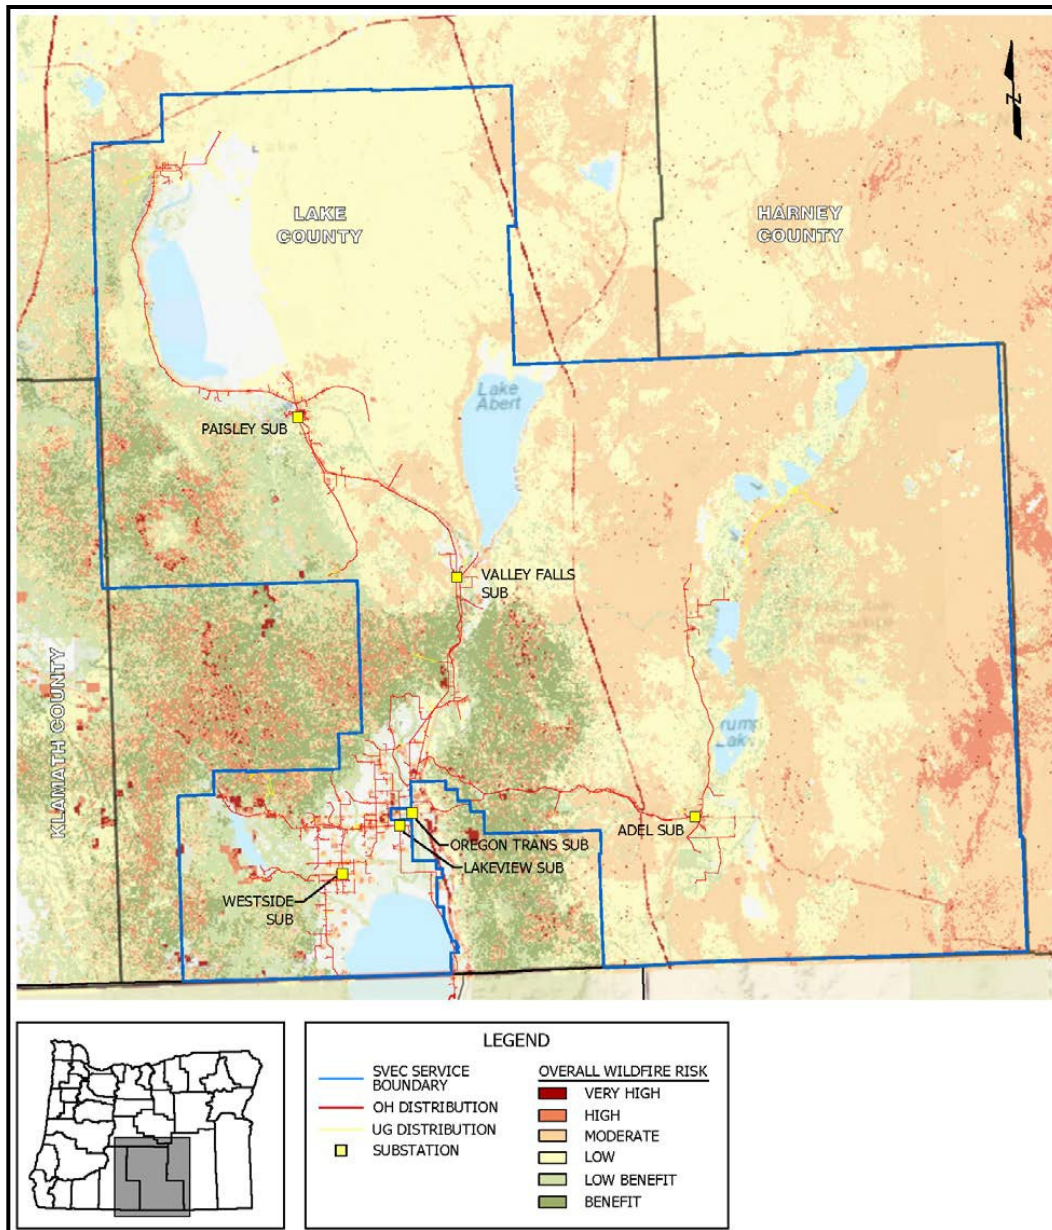 LAKE
COUNTY
HARNEY
COUNTY
Lake
Abert
PAISLEY SUB
VALLEY FALLS
SUB
KLAMATH COUNTY
ADEL SUB
OREGON TRANS SUB
LAKEVIEW SUB
WESTSIDE
SUB
LEGEND
SVEC SERVICE
BOUNDARY
OH DISTRIBUTION
UG DISTRIBUTION
SUBSTATION
OVERALL WILDFIRE RISK
VERY HIGH
HIGH
MODERATE
LOW
LOW BENEFIT
BENEFIT